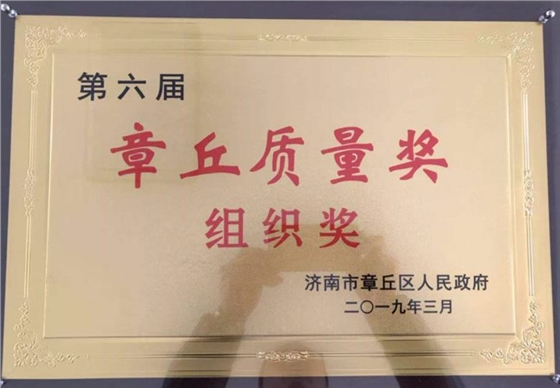 第六届
章丘质量奖
组织奖
济南市章丘区人民政府
二〇一九年三月